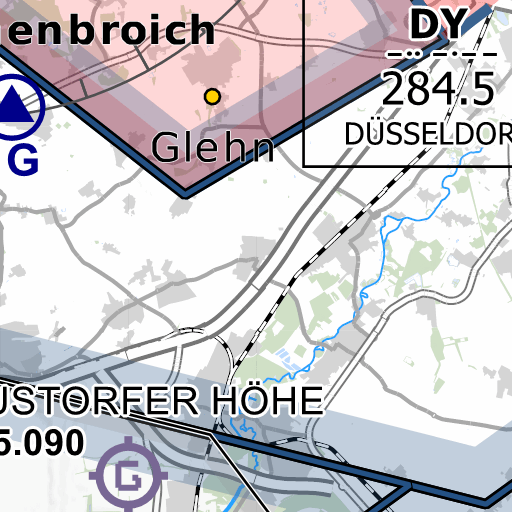 enbroich
DY
284.5
DÜSSELDOR
Glehn
G
USTORFER HÖHE
5.090
G